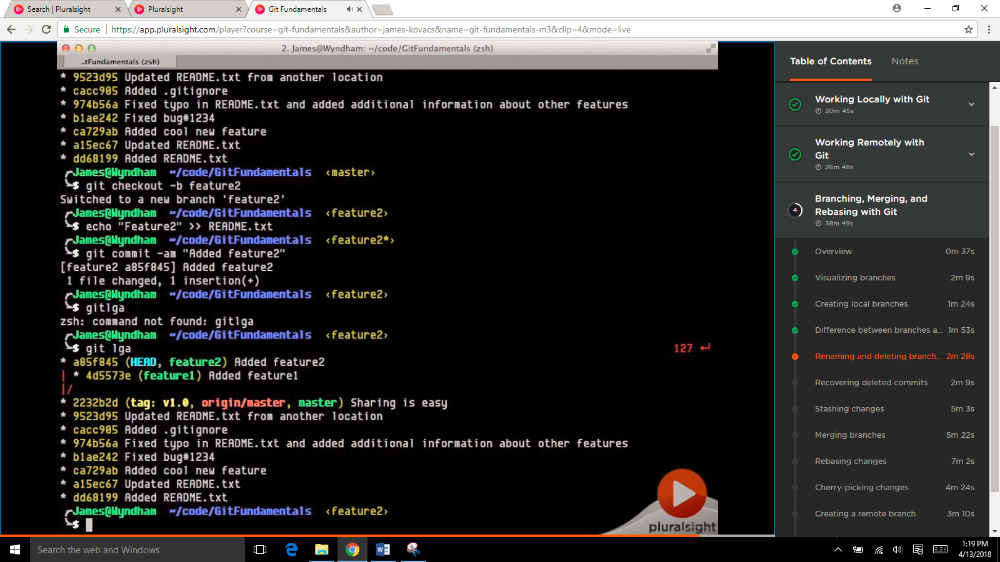 Search | Pluralsight
Pluralsight
Git Fundamentals
Secure
https://app.pluralsight.com/player?course=git-fundamentals&author=james-kovacs&name=git-fundamentals-m3&clip=4&mode=live
2. James@Wyndham: ~/code/GitFundamentals (zsh)
..tFundamentals (zsh)
* 9523d95 Updated README.txt from another location
* cacc905 Added .gitignore
* 974b56a Fixed typo in README.txt and added additional information about other features
* b1ae242 Fixed bug#1234
* ca729ab Added cool new feature
* a15ec67 Updated README.txt
* dd68199 Added README.txt
James@Wyndham ~/code/GitFundamentals ‹master›
$ git checkout -b feature2
Switched to a new branch 'feature2'
James@Wyndham ~/code/GitFundamentals ‹feature2›
$ echo "Feature2" >> README.txt
James@Wyndham ~/code/GitFundamentals ‹feature2*›
$ git commit -am "Added feature2"
[feature2 a85f845] Added feature2
1 file changed, 1 insertion(+)
James@Wyndham ~/code/GitFundamentals ‹feature2›
$ gitlga
zsh: command not found: gitlga
James@Wyndham ~/code/GitFundamentals ‹feature2›
$ git lga 127 ↵
* a85f845 (HEAD, feature2) Added feature2
| * 4d5573e (feature1) Added feature1
|/
* 2232b2d (tag: v1.0, origin/master, master) Sharing is easy
* 9523d95 Updated README.txt from another location
* cacc905 Added .gitignore
* 974b56a Fixed typo in README.txt and added additional information about other features
* b1ae242 Fixed bug#1234
* ca729ab Added cool new feature
* a15ec67 Updated README.txt
* dd68199 Added README.txt
James@Wyndham ~/code/GitFundamentals ‹feature2›
$
pluralsight
Table of Contents
Notes
Working Locally with Git
20m 45s
Working Remotely with
Git
26m 48s
4
Branching, Merging, and
Rebasing with Git
38m 49s
Overview 0m 37s
Visualizing branches 2m 9s
Creating local branches 1m 24s
Difference between branches a... 1m 53s
Renaming and deleting branch... 2m 28s
Recovering deleted commits 2m 9s
Stashing changes 5m 3s
Merging branches 5m 22s
Rebasing changes 7m 2s
Cherry-picking changes 4m 24s
Creating a remote branch 3m 10s
Search the web and Windows
1:19 PM
4/13/2018